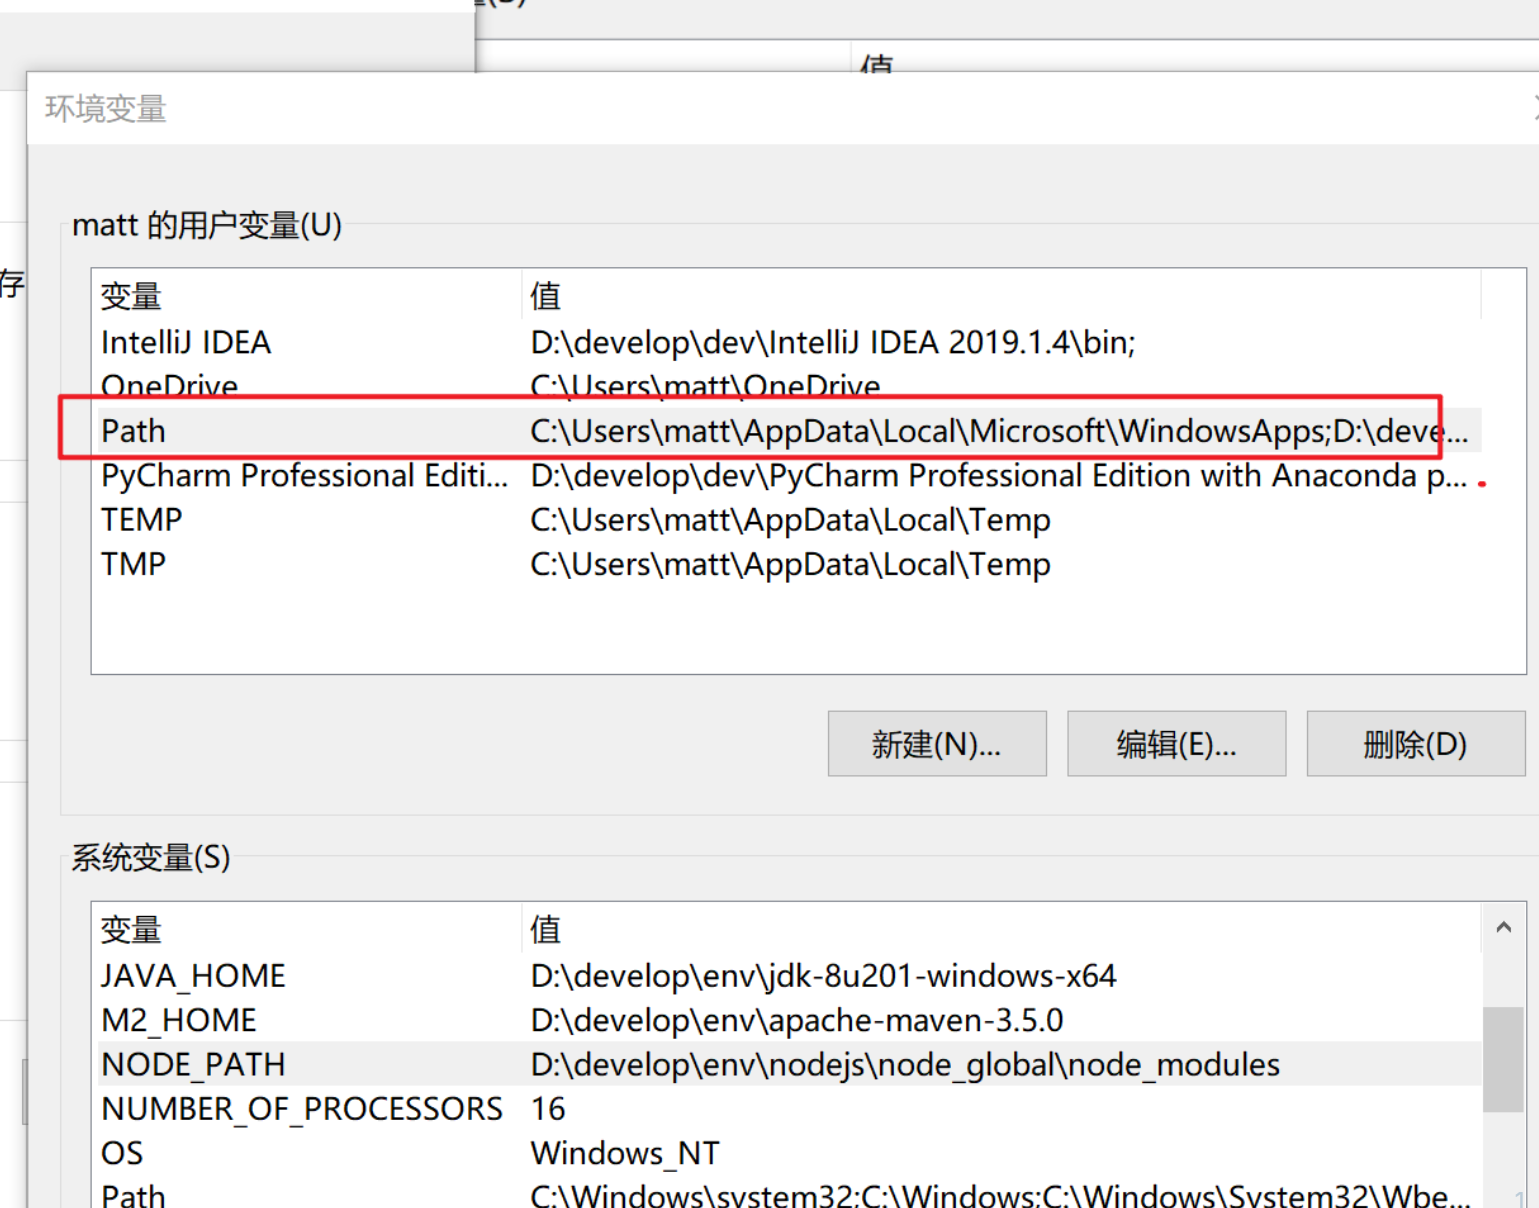 值
环境变量
存
matt 的用户变量(U)
变量 值
IntelliJ IDEA D:\develop\dev\IntelliJ IDEA 2019.1.4\bin;
OneDrive C:\Users\matt\OneDrive
Path C:\Users\matt\AppData\Local\Microsoft\WindowsApps;D:\deve...
PyCharm Professional Editi... D:\develop\dev\PyCharm Professional Edition with Anaconda p...
TEMP C:\Users\matt\AppData\Local\Temp
TMP C:\Users\matt\AppData\Local\Temp
新建(N)... 编辑(E)... 删除(D)
系统变量(S)
变量 值
JAVA_HOME D:\develop\env\jdk-8u201-windows-x64
M2_HOME D:\develop\env\apache-maven-3.5.0
NODE_PATH D:\develop\env\nodejs\node_global\node_modules
NUMBER_OF_PROCESSORS 16
OS Windows_NT
Path C:\Windows\system32;C:\Windows;C:\Windows\System32\Wbe...